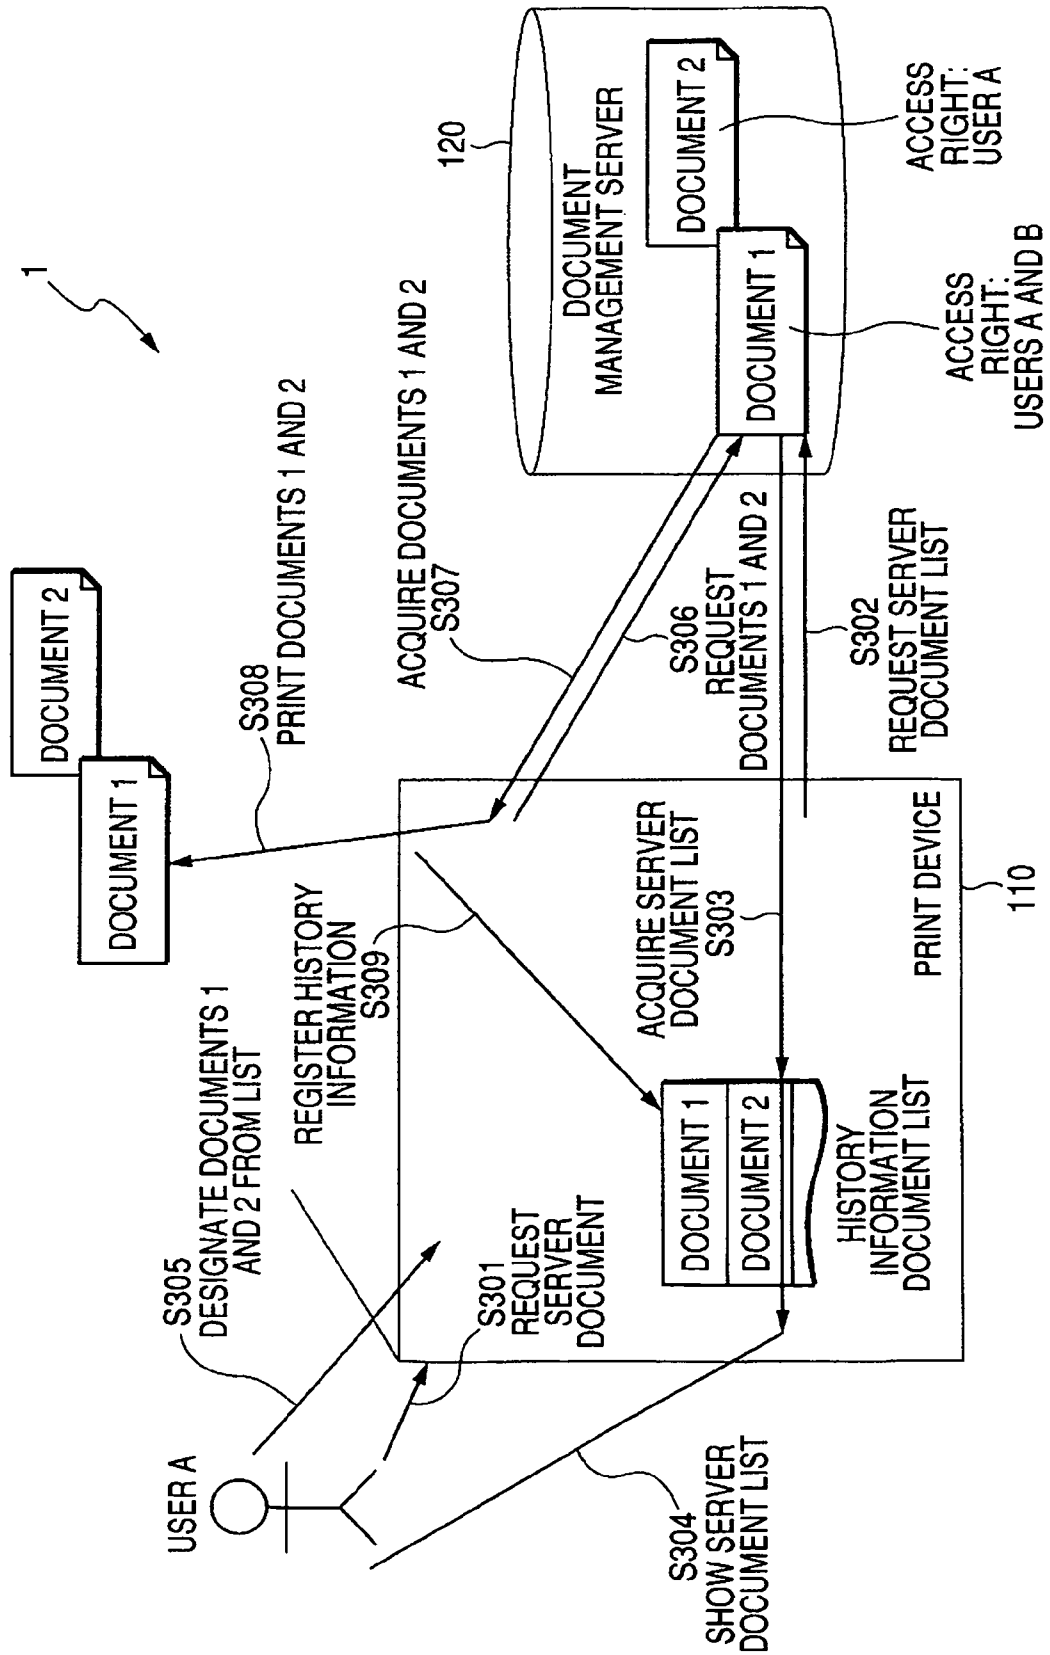 1
DOCUMENT 2
DOCUMENT 1
S308
PRINT DOCUMENTS 1 AND 2
S305
DESIGNATE DOCUMENTS 1
AND 2 FROM LIST
USER A
REGISTER HISTORY
INFORMATION
S309
ACQUIRE DOCUMENTS 1 AND 2
S307
120
DOCUMENT
MANAGEMENT SERVER
DOCUMENT 2
DOCUMENT 1
ACCESS
RIGHT:
USER A
ACCESS
RIGHT:
USERS A AND B
S301
REQUEST
SERVER
DOCUMENT
S306
REQUEST
DOCUMENTS 1 AND 2
S302
REQUEST SERVER
DOCUMENT LIST
ACQUIRE SERVER
DOCUMENT LIST
S303
DOCUMENT 1
DOCUMENT 2
HISTORY
INFORMATION
DOCUMENT LIST
S304
SHOW SERVER
DOCUMENT LIST
PRINT DEVICE
110